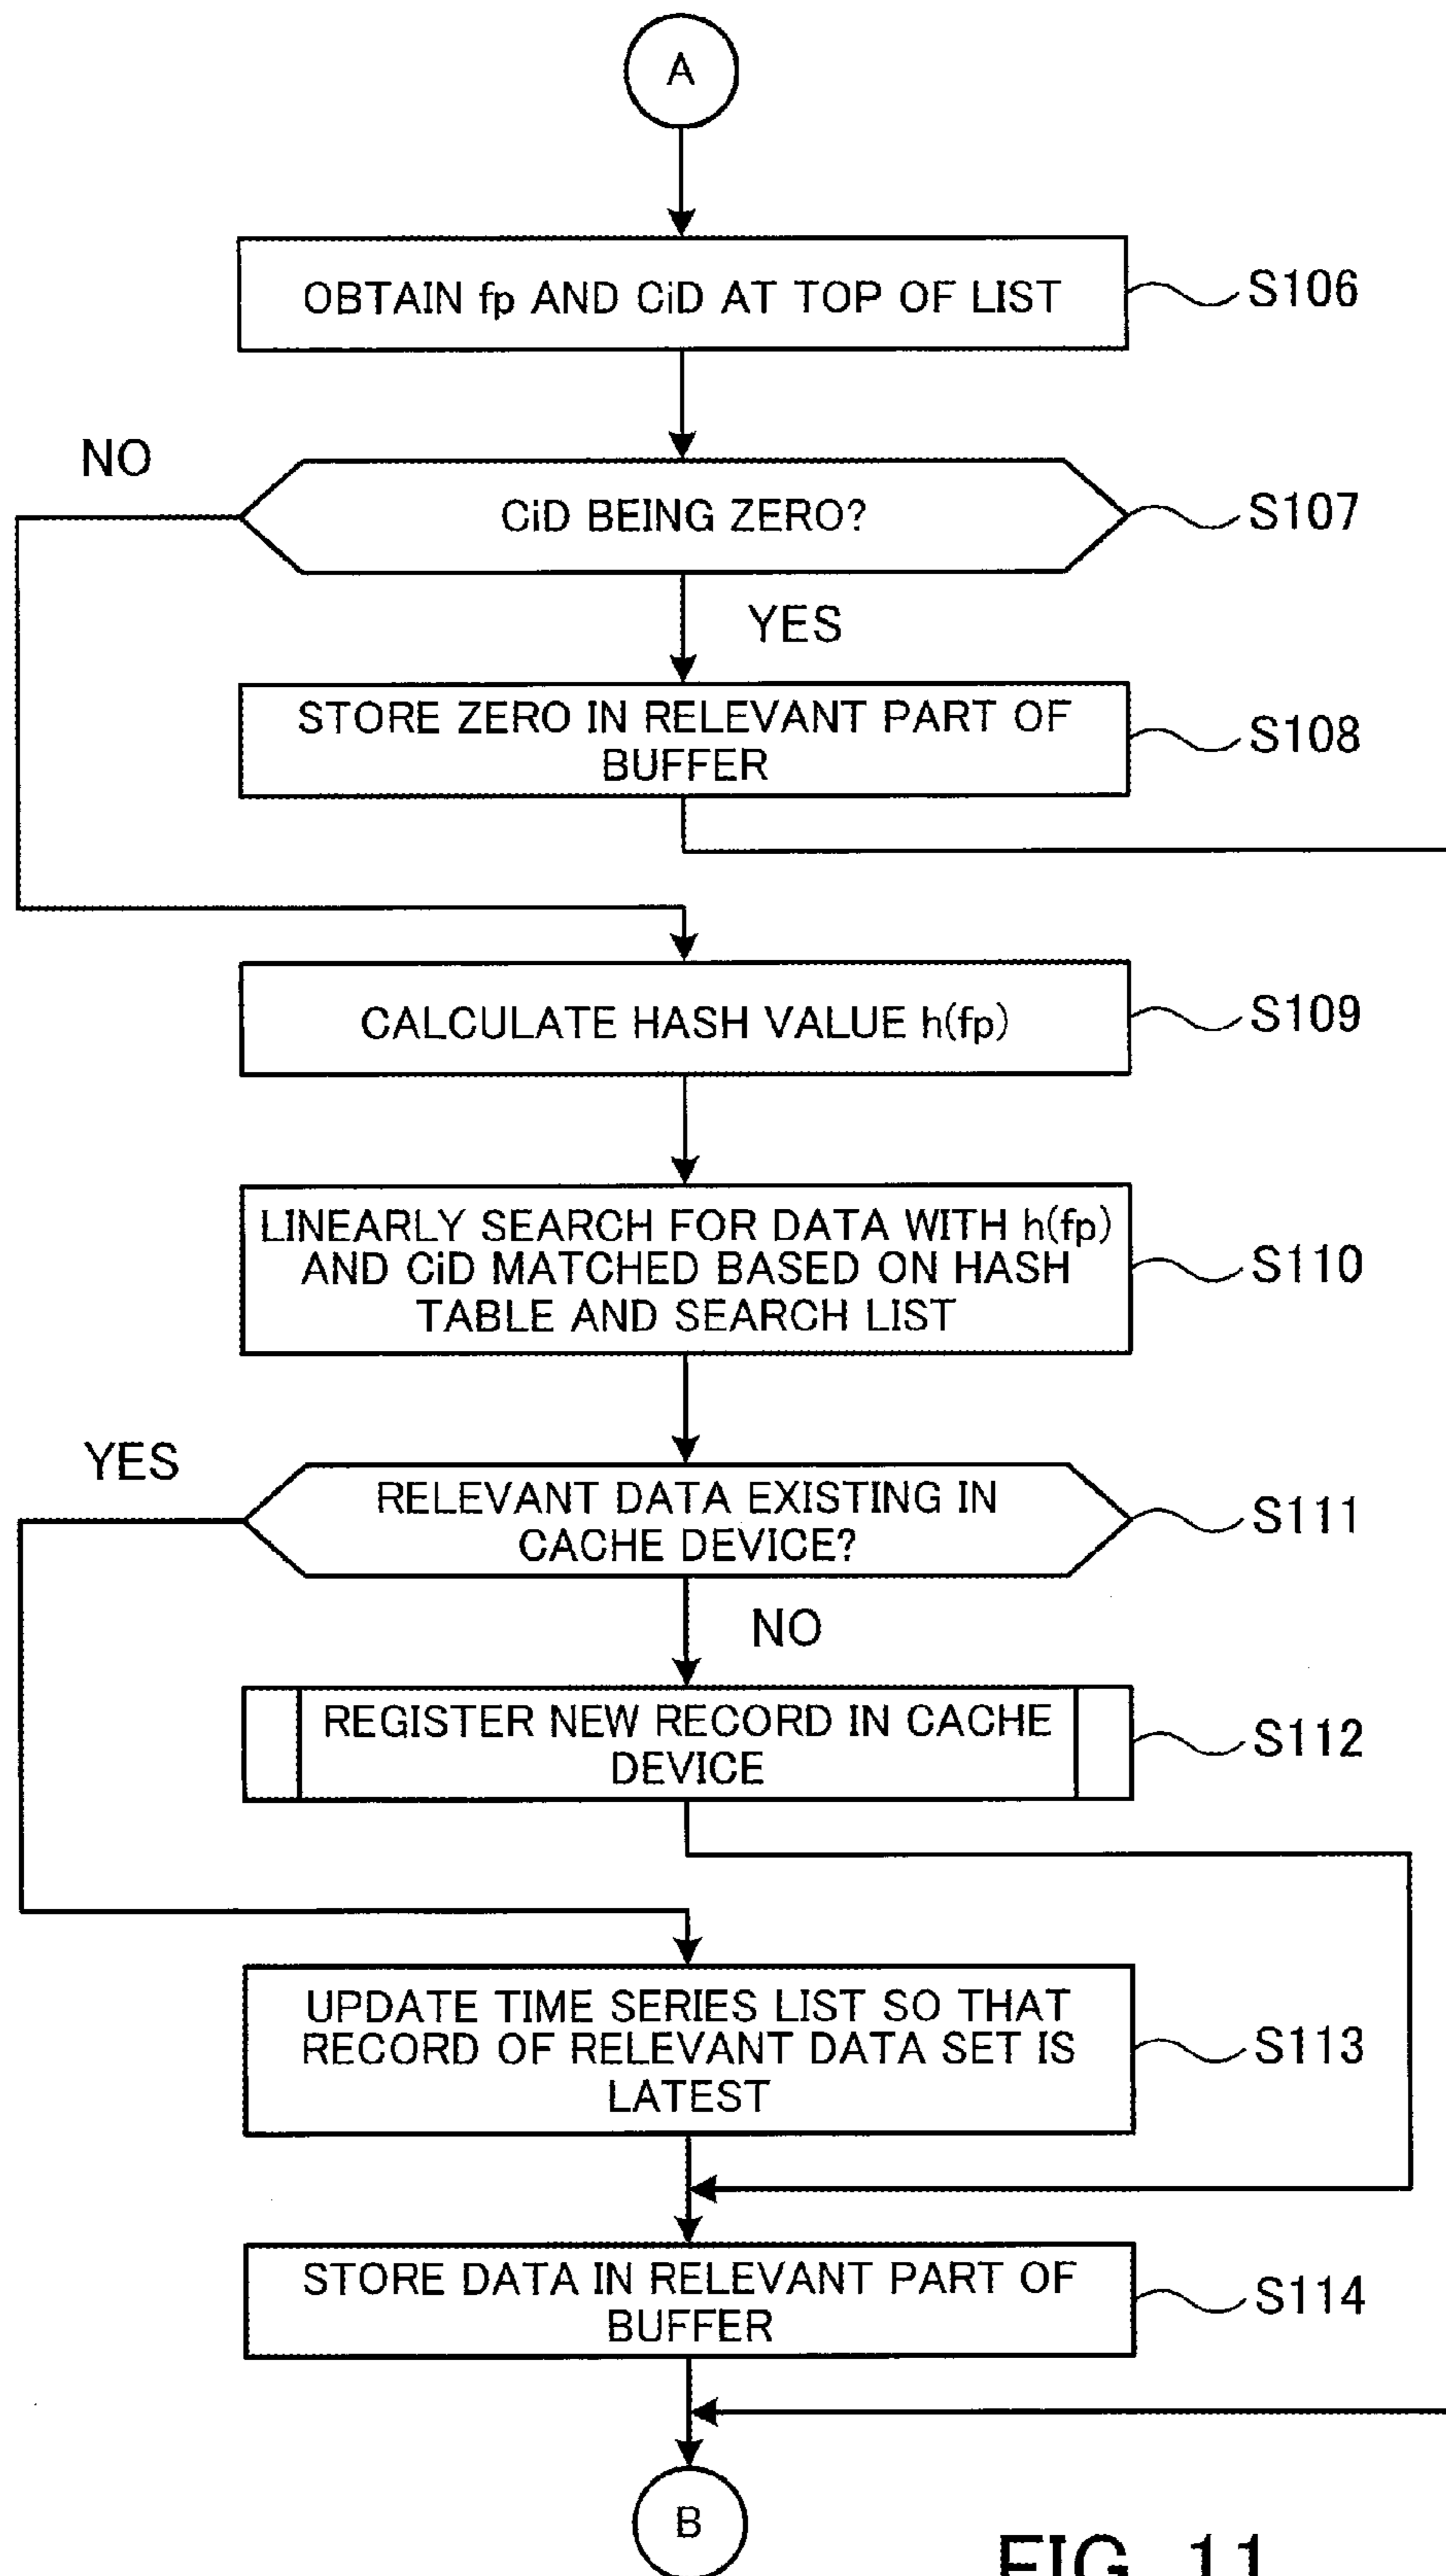 A
OBTAIN fp AND CiD AT TOP OF LIST
S106
NO
CiD BEING ZERO?
S107
YES
STORE ZERO IN RELEVANT PART OF
BUFFER
S108
CALCULATE HASH VALUE h(fp)
S109
LINEARLY SEARCH FOR DATA WITH h(fp)
AND CiD MATCHED BASED ON HASH
TABLE AND SEARCH LIST
S110
YES
RELEVANT DATA EXISTING IN
CACHE DEVICE?
S111
NO
REGISTER NEW RECORD IN CACHE
DEVICE
S112
UPDATE TIME SERIES LIST SO THAT
RECORD OF RELEVANT DATA SET IS
LATEST
S113
STORE DATA IN RELEVANT PART OF
BUFFER
S114
B
FIG. 11